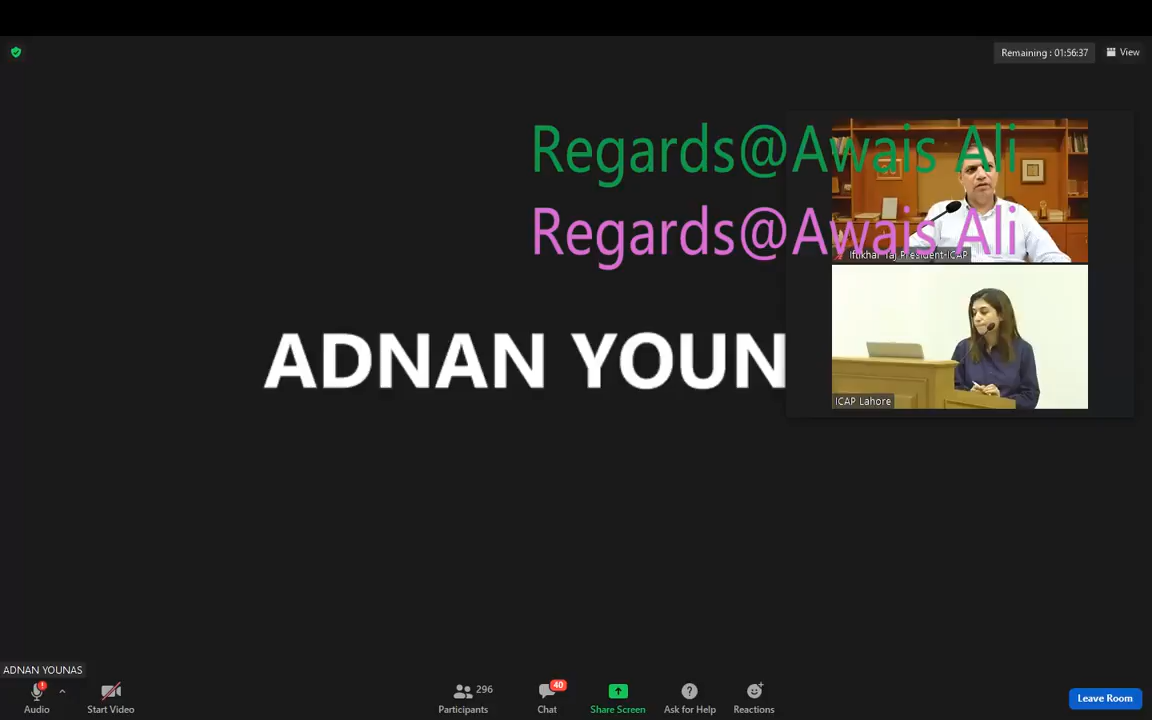 Remaining : 01:56:37
View
Regards@Awais Ali
Regards@Awais Ali
Iftikhar Taj President-ICAP
ADNAN YOUN
ICAP Lahore
ADNAN YOUNAS
Audio
Start Video
296
Participants
40
Chat
Share Screen
Ask for Help
Reactions
Leave Room